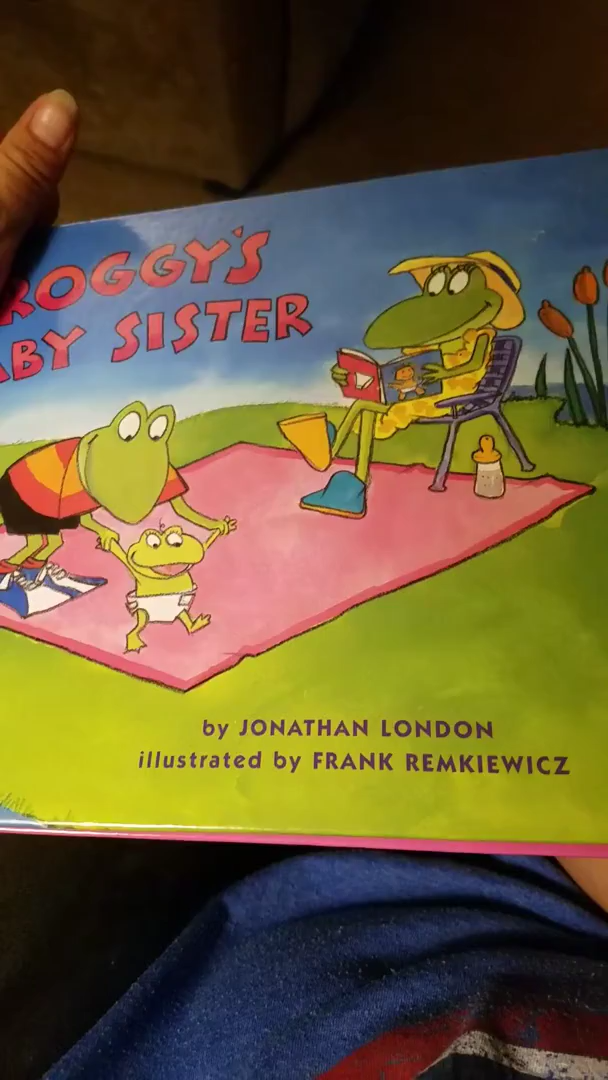 ROGGY'S
ABY SISTER
by JONATHAN LONDON
illustrated by FRANK REMKIEWICZ